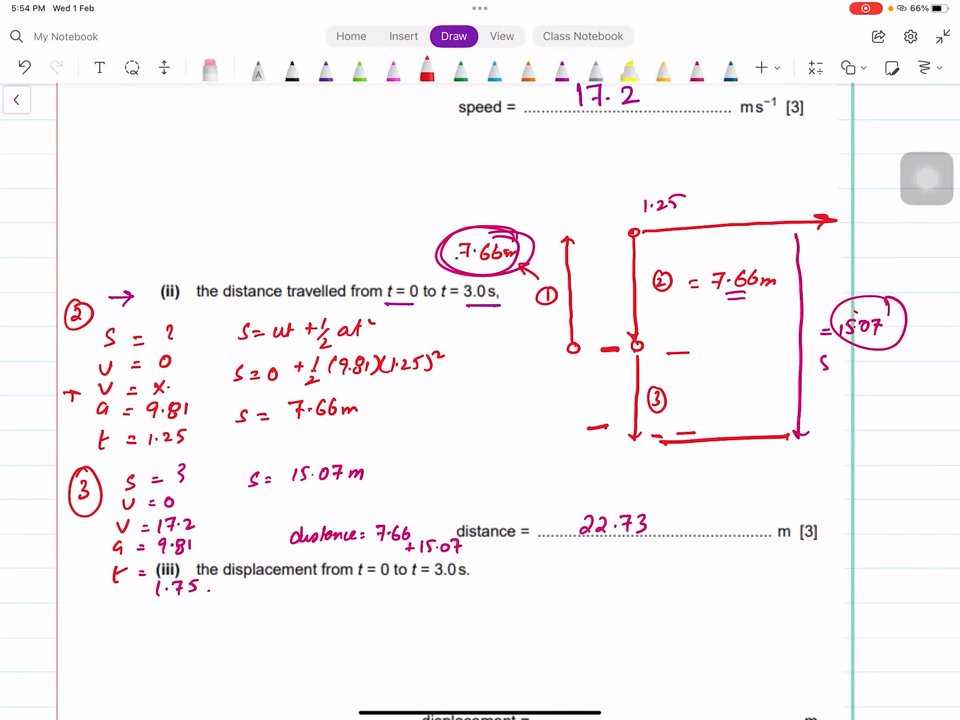 5:54 PM Wed 1 Feb
66%
My Notebook
Home Insert Draw View Class Notebook
speed = 17.2 m s⁻¹ [3]
1.25
7.66m
(ii) the distance travelled from t = 0 to t = 3.0 s,
①
② = 7.66m
= 15.07
s
②
s = ?
u = 0
v = x.
a = 9.81
t = 1.25
s = ut + 1/2 at²
s = 0 + 1/2 (9.81)(1.25)²
s = 7.66m
③
③
s = ?
u = 0
v = 17.2
a = 9.81
t = 1.75.
s = 15.07 m
distance = 7.66
+ 15.07
distance = 22.73 m [3]
(iii) the displacement from t = 0 to t = 3.0 s.